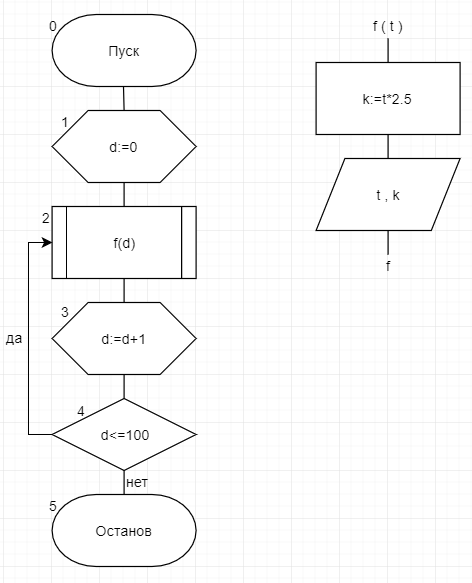 0
Пуск
1
d:=0
2
f(d)
да
3
d:=d+1
4
d<=100
нет
5
Останов
f ( t )
k:=t*2.5
t , k
f